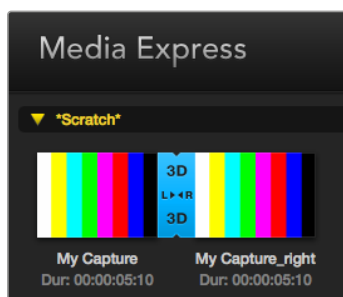 Media Express
*Scratch*
3D
L R
3D
My Capture My Capture_right
Dur: 00:00:05:10 Dur: 00:00:05:10